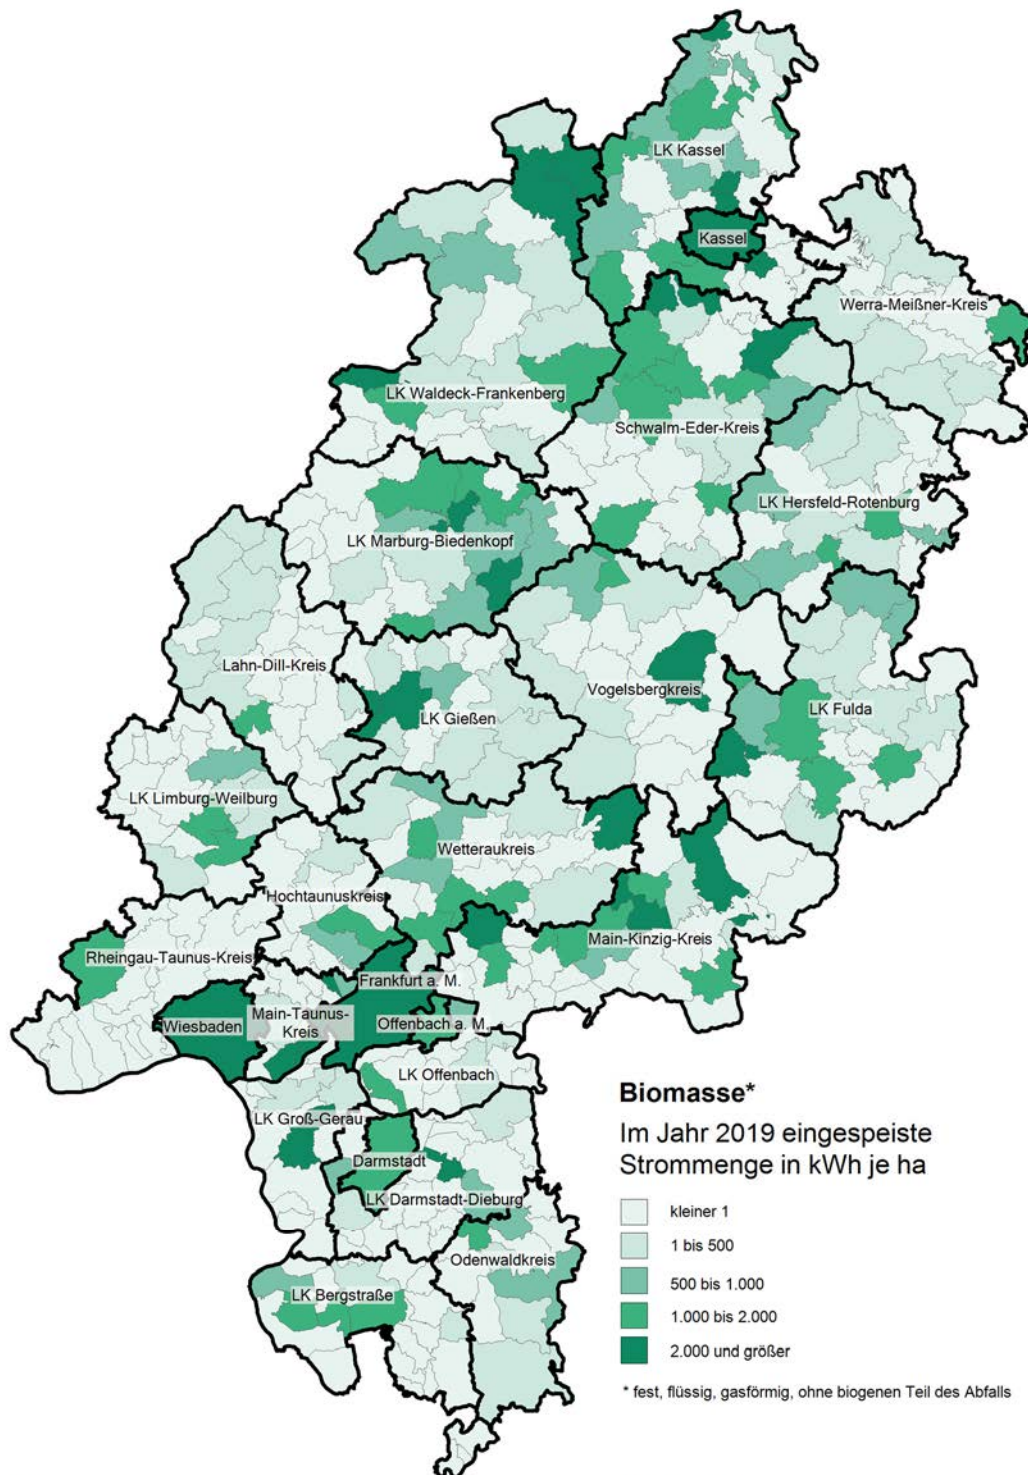 LK Kassel
Kassel
Werra-Meißner-Kreis
LK Waldeck-Frankenberg
Schwalm-Eder-Kreis
LK Hersfeld-Rotenburg
LK Marburg-Biedenkopf
Lahn-Dill-Kreis
Vogelsbergkreis
LK Gießen
LK Fulda
LK Limburg-Weilburg
Wetteraukreis
Hochtaunuskreis
Main-Kinzig-Kreis
Rheingau-Taunus-Kreis
Frankfurt a. M.
Wiesbaden
Main-Taunus-
Kreis
Offenbach a. M.
LK Offenbach
LK Groß-Gerau
Darmstadt
LK Darmstadt-Dieburg
Odenwaldkreis
LK Bergstraße
Biomasse*
Im Jahr 2019 eingespeiste
Strommenge in kWh je ha
kleiner 1
1 bis 500
500 bis 1.000
1.000 bis 2.000
2.000 und größer
* fest, flüssig, gasförmig, ohne biogenen Teil des Abfalls